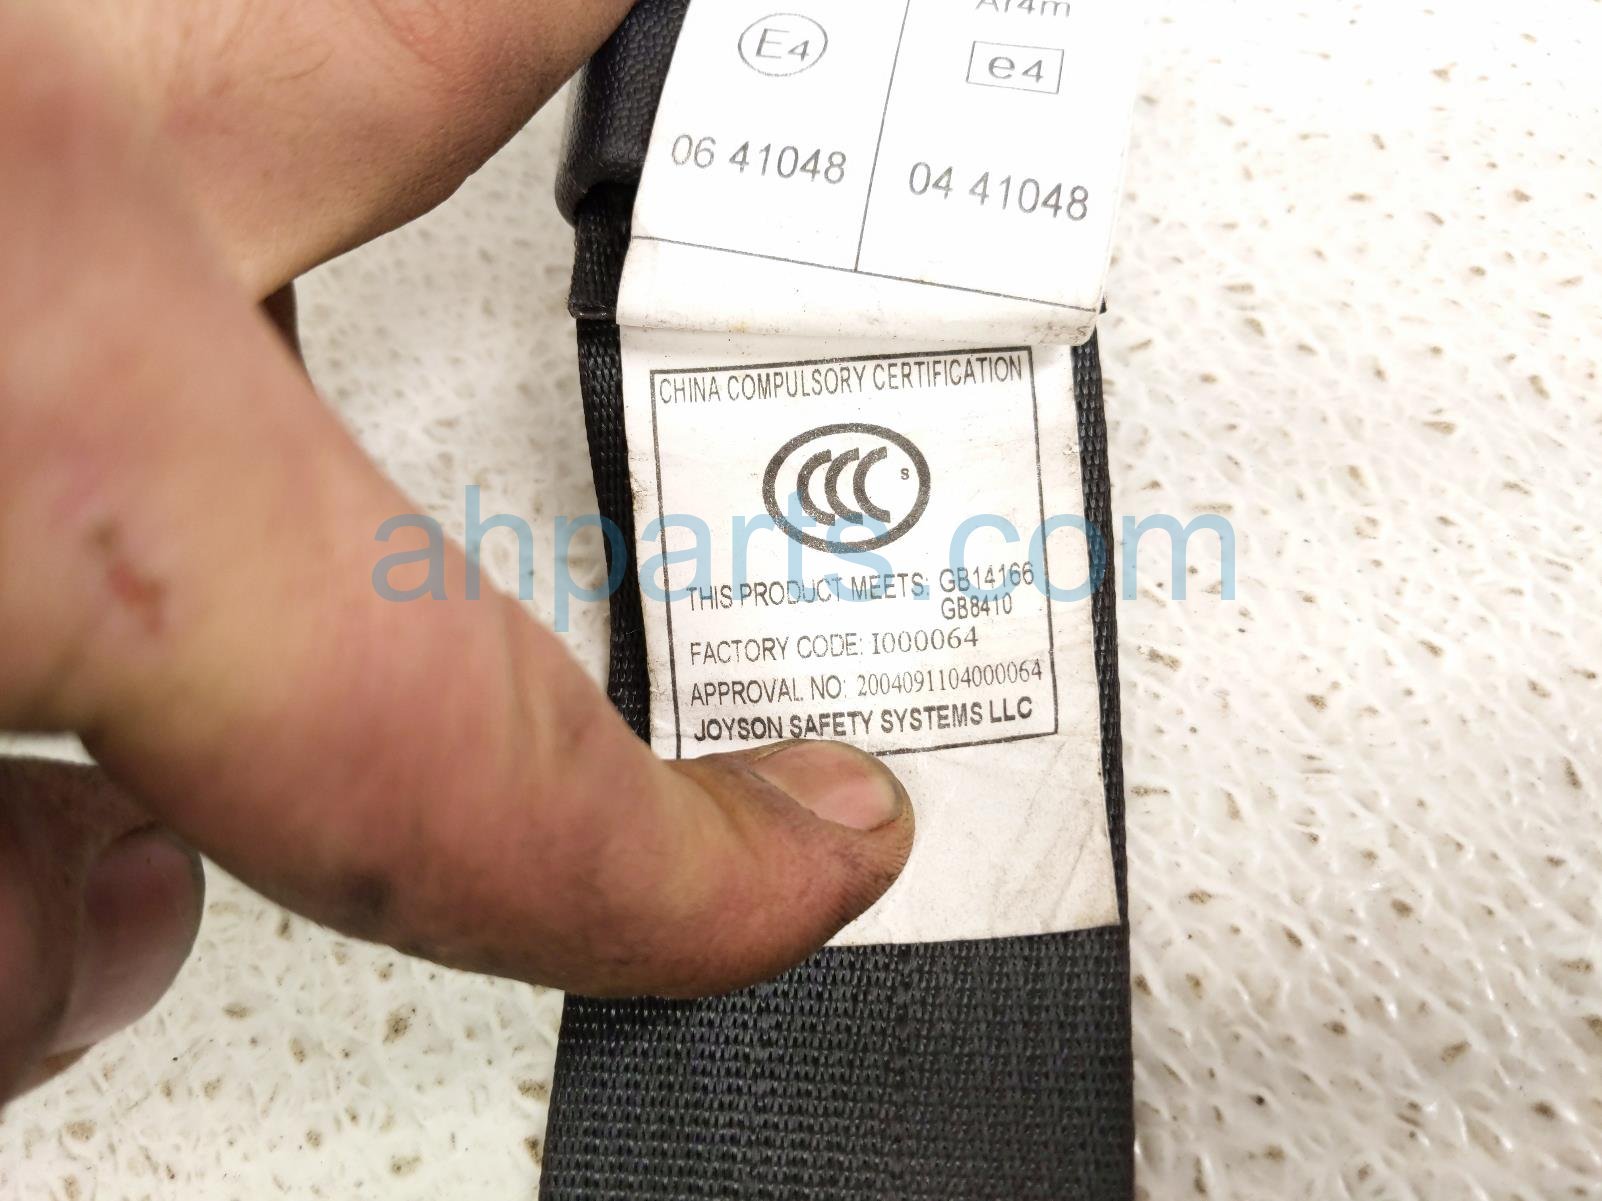 Ar4m
E4
e4
06 41048
04 41048
CHINA COMPULSORY CERTIFICATION
CCC S
THIS PRODUCT MEETS: GB14166
GB8410
FACTORY CODE: I000064
APPROVAL NO: 2004091104000064
JOYSON SAFETY SYSTEMS LLC
ahparts.com